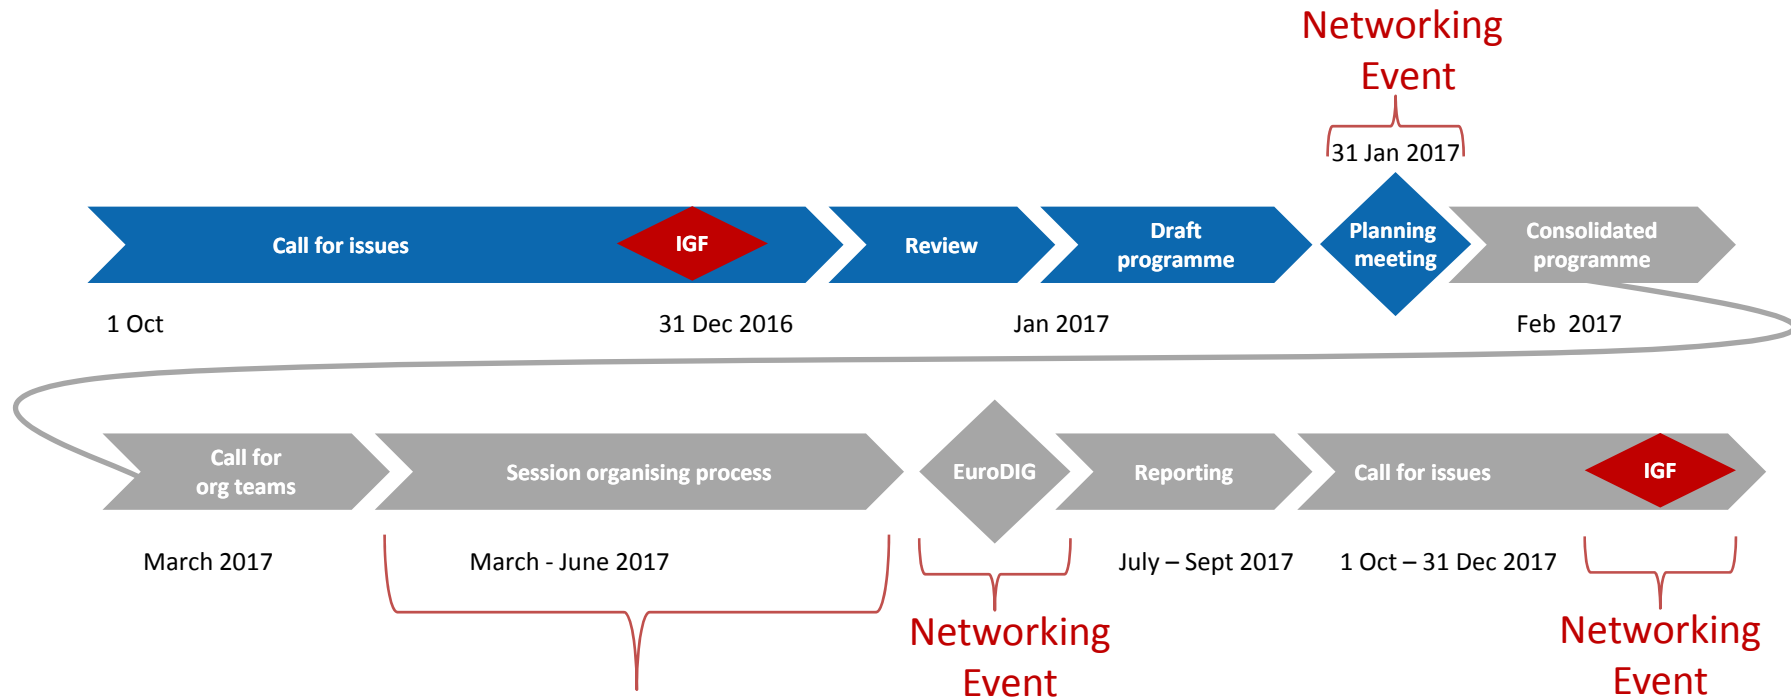 Networking
Event
31 Jan 2017
Call for issues
IGF
Review
Draft
programme
Planning
meeting
Consolidated
programme
1 Oct
31 Dec 2016
Jan 2017
Feb 2017
Call for
org teams
Session organising process
EuroDIG
Reporting
Call for issues
IGF
March 2017
March - June 2017
July – Sept 2017
1 Oct – 31 Dec 2017
Networking
Event
Networking
Event